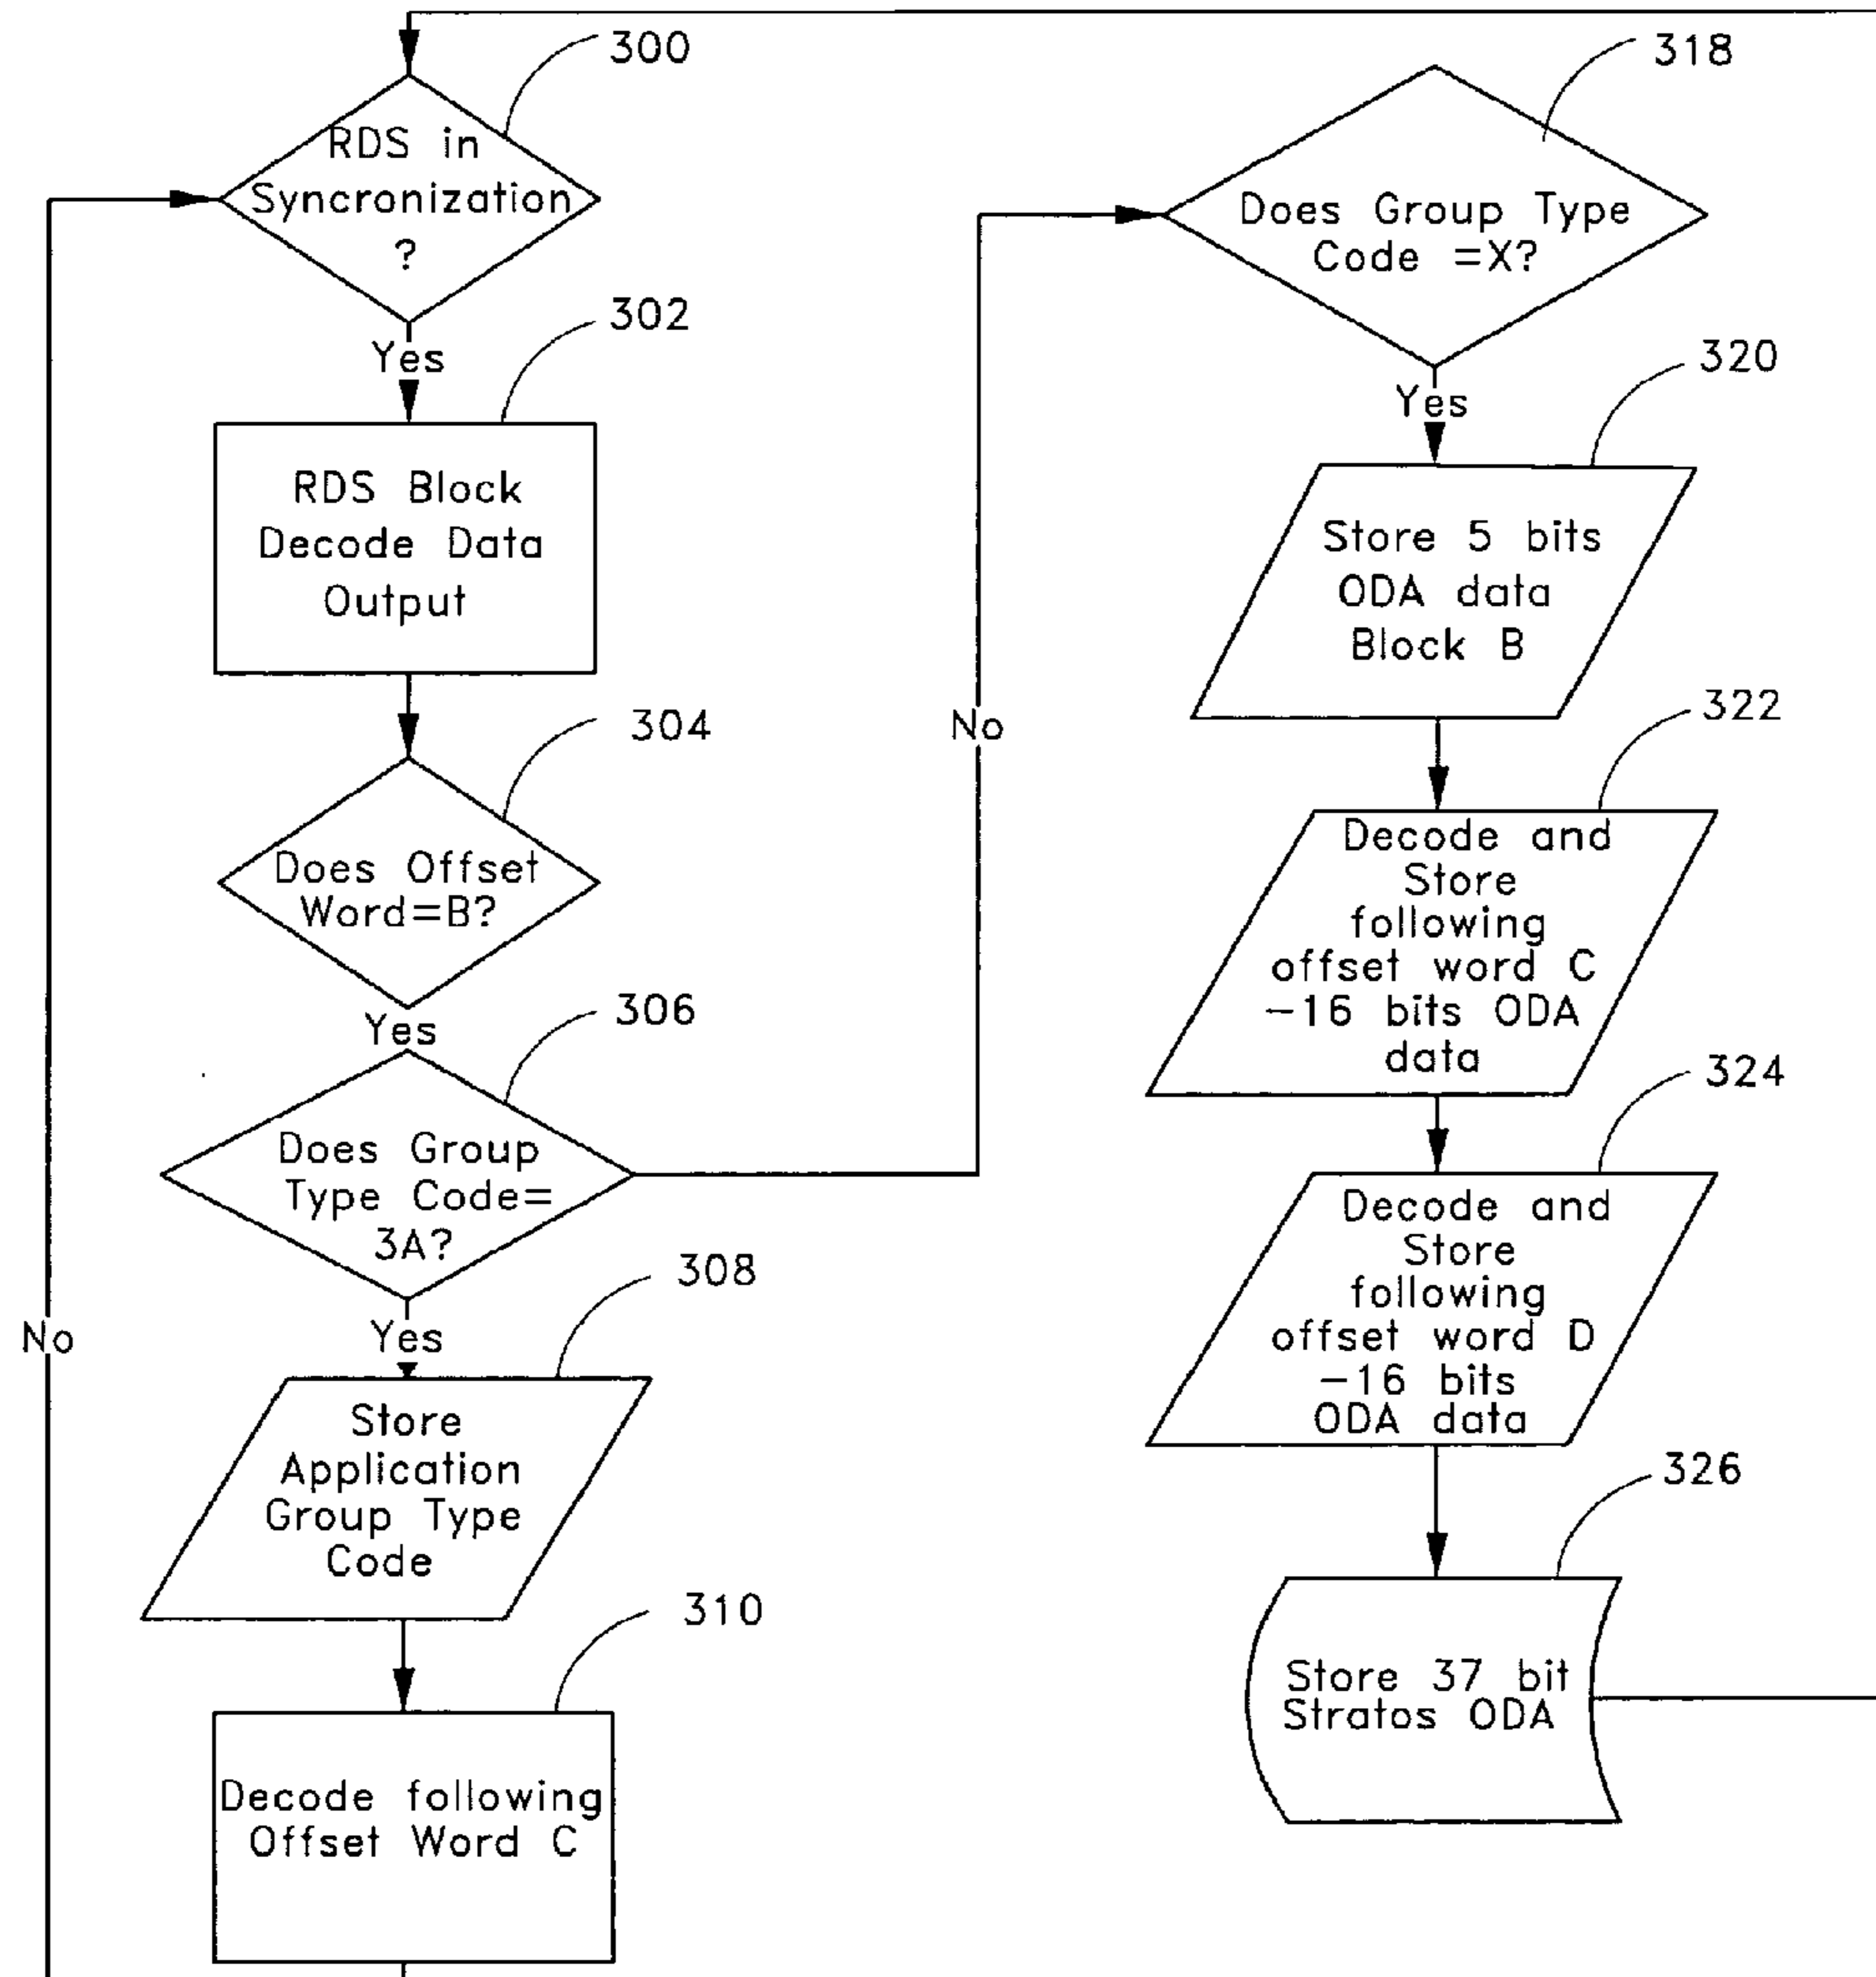 300
RDS in
Syncronization
?
Yes
302
RDS Block
Decode Data
Output
304
Does Offset
Word=B?
Yes
306
Does Group
Type Code=
3A?
No
Yes
308
Store
Application
Group Type
Code
310
Decode following
Offset Word C
No
318
Does Group Type
Code =X?
Yes
320
Store 5 bits
ODA data
Block B
322
Decode and
Store
following
offset word C
-16 bits ODA
data
324
Decode and
Store
following
offset word D
-16 bits
ODA data
326
Store 37 bit
Stratos ODA